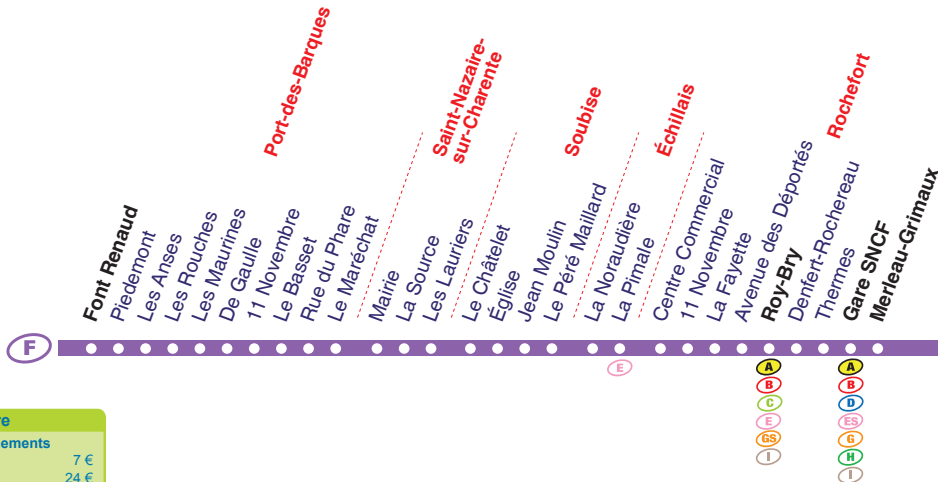 Port-des-Barques
Saint-Nazaire-
sur-Charente
Soubise
Échillais
Rochefort
Font Renaud
Piedemont
Les Anses
Les Rouches
Les Maurines
De Gaulle
11 Novembre
Le Basset
Rue du Phare
Le Maréchat
Mairie
La Source
Les Lauriers
Le Châtelet
Église
Jean Moulin
Le Péré Maillard
La Noraudière
La Pimale
Centre Commercial
11 Novembre
La Fayette
Avenue des Déportés
Roy-Bry
Denfert-Rochereau
Thermes
Gare SNCF
Merleau-Grimaux
F
E
A
B
C
E
GS
I
A
B
D
ES
G
H
I
7 €
24 €